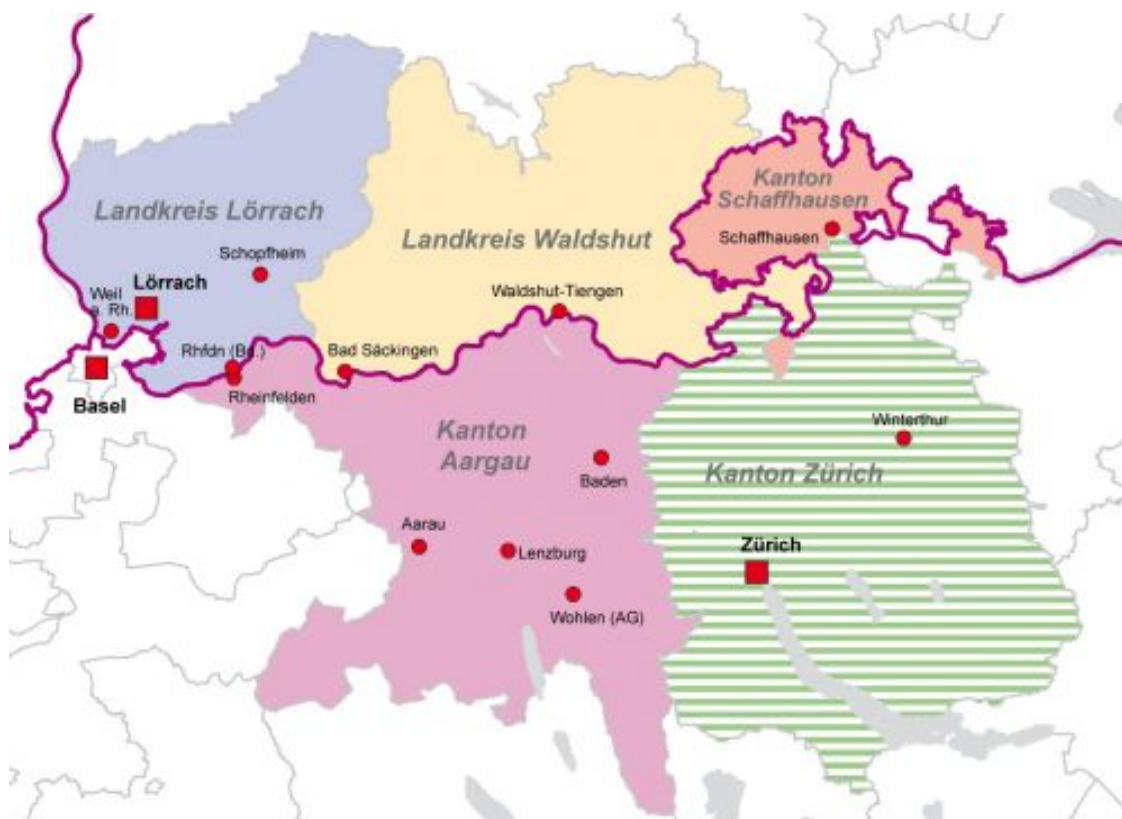 Kanton
Schaffhausen
Landkreis Lörrach
Schaffhausen
Landkreis Waldshut
Schopfheim
Lörrach
Weil
a. Rh.
Waldshut-Tiengen
Rhfdn (Bd.)
Bad Säckingen
Rheinfelden
Basel
Winterthur
Kanton
Aargau
Kanton Zürich
Baden
Aarau
Zürich
Lenzburg
Wohlen (AG)